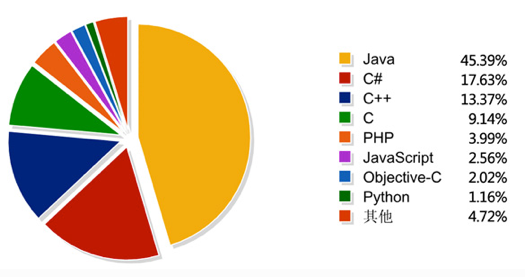 Java 45.39%
C# 17.63%
C++ 13.37%
C 9.14%
PHP 3.99%
JavaScript 2.56%
Objective-C 2.02%
Python 1.16%
其他 4.72%